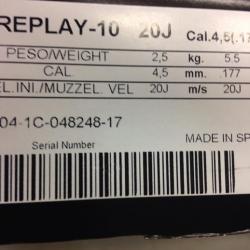 REPLAY-10 20J Cal.4,5(.17
PESO/WEIGHT 2,5 kg. 5.5
CAL. 4,5 mm. 177
EL.INI./MUZZEL. VEL 20J m/s 20J
04-1C-048248-17
Serial Number MADE IN SP